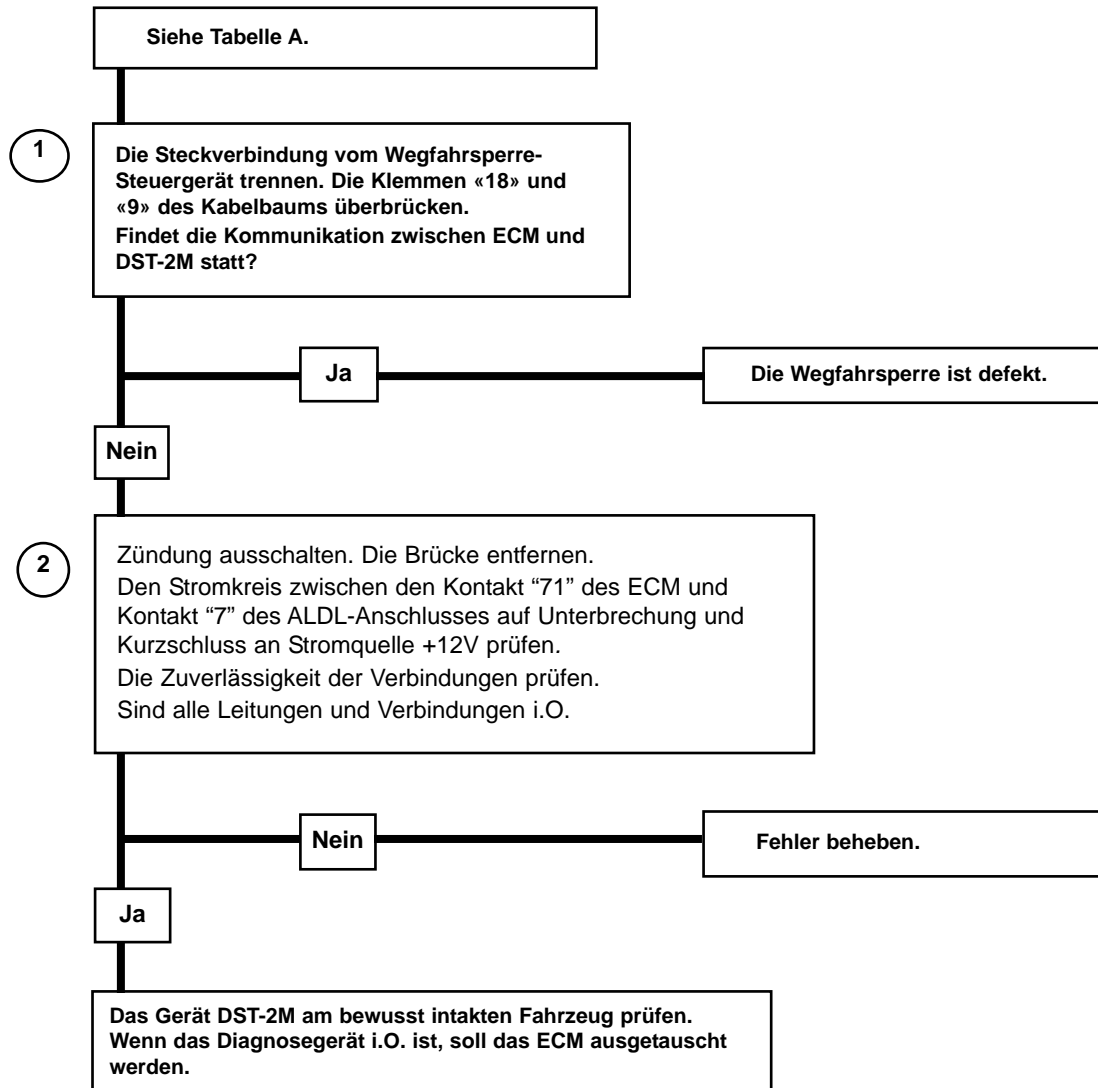 Siehe Tabelle A.
1
Die Steckverbindung vom Wegfahrsperre-
Steuergerät trennen. Die Klemmen «18» und
«9» des Kabelbaums überbrücken.
Findet die Kommunikation zwischen ECM und
DST-2M statt?
Ja
Die Wegfahrsperre ist defekt.
Nein
2
Zündung ausschalten. Die Brücke entfernen.
Den Stromkreis zwischen den Kontakt “71” des ECM und
Kontakt “7” des ALDL-Anschlusses auf Unterbrechung und
Kurzschluss an Stromquelle +12V prüfen.
Die Zuverlässigkeit der Verbindungen prüfen.
Sind alle Leitungen und Verbindungen i.O.
Nein
Fehler beheben.
Ja
Das Gerät DST-2M am bewusst intakten Fahrzeug prüfen.
Wenn das Diagnosegerät i.O. ist, soll das ECM ausgetauscht
werden.